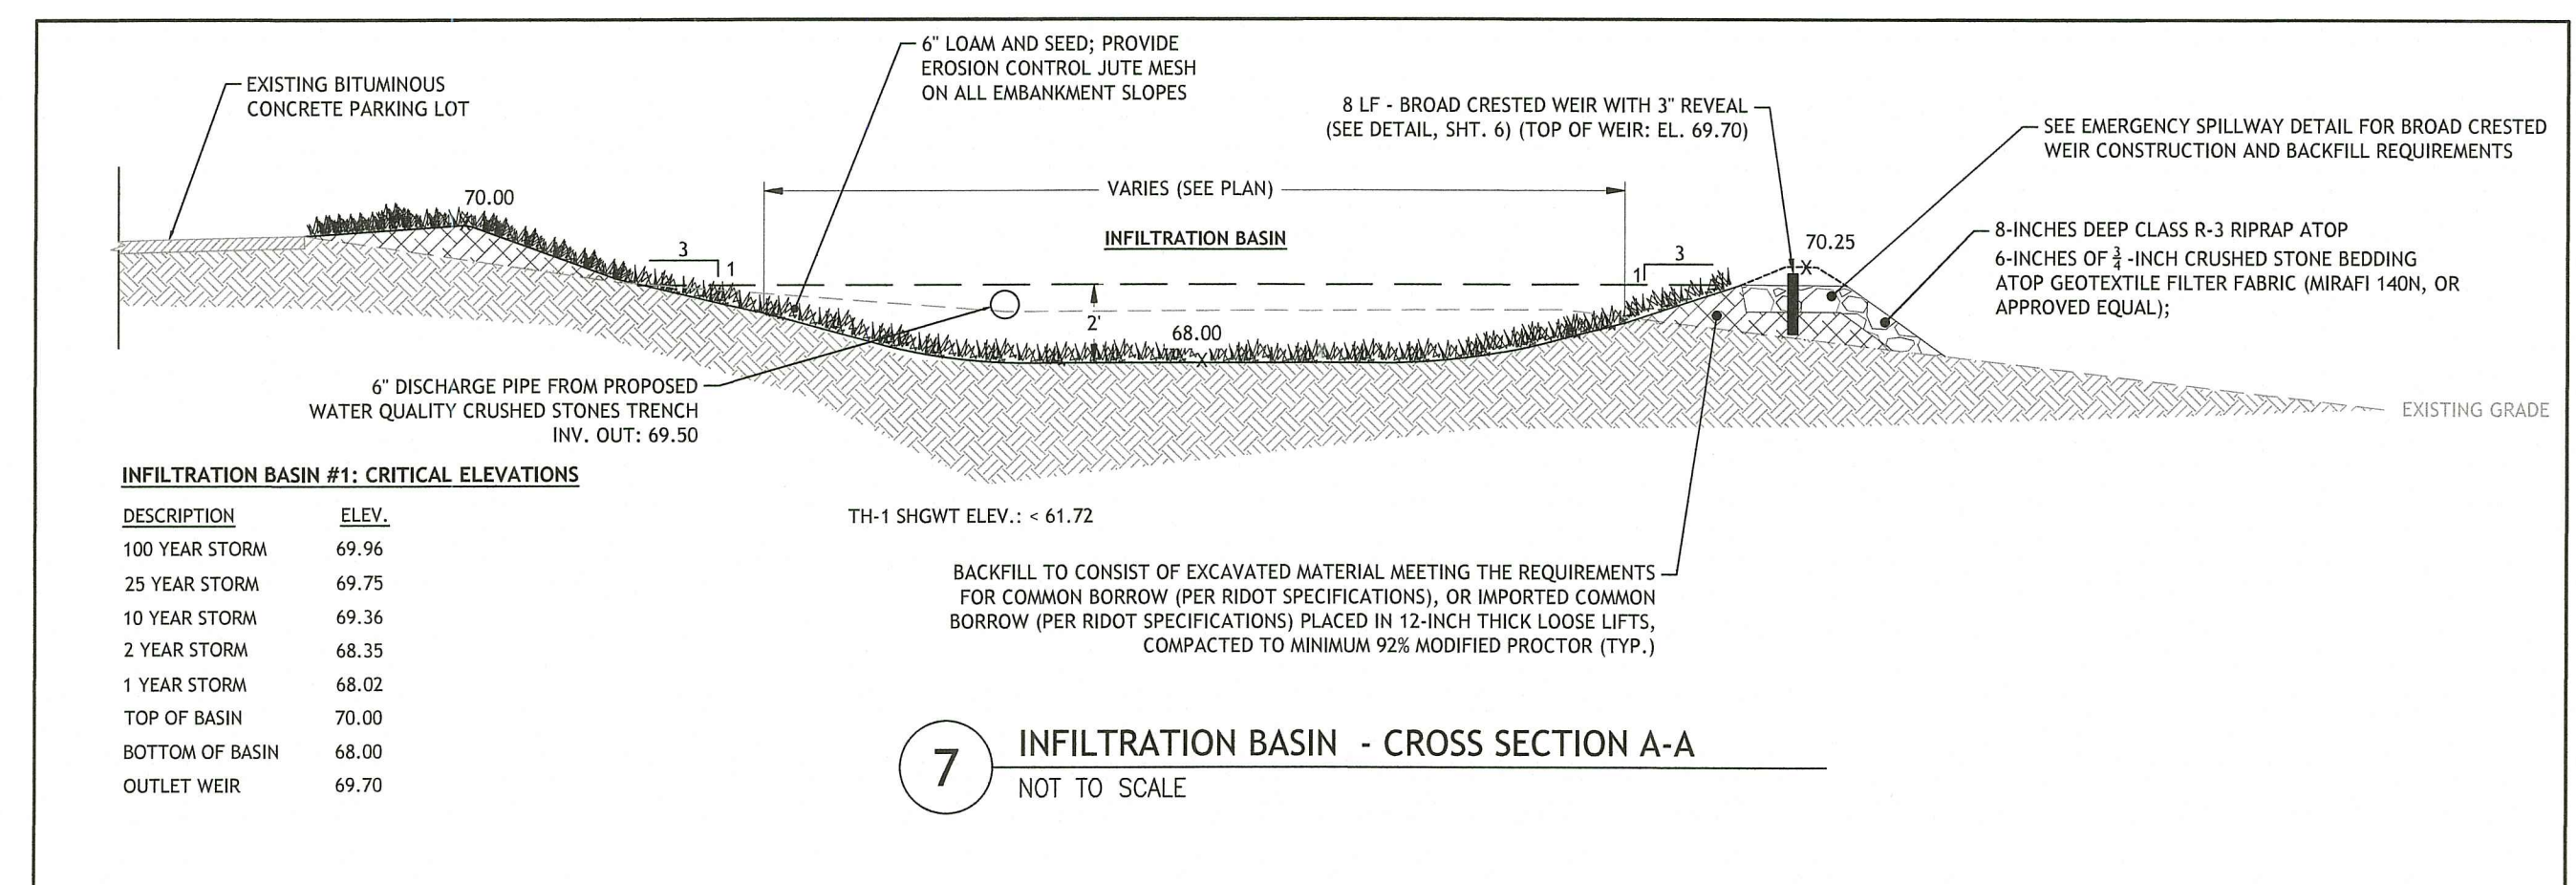 EXISTING BITUMINOUS
CONCRETE PARKING LOT
6" LOAM AND SEED; PROVIDE
EROSION CONTROL JUTE MESH
ON ALL EMBANKMENT SLOPES
8 LF - BROAD CRESTED WEIR WITH 3" REVEAL
(SEE DETAIL, SHT. 6) (TOP OF WEIR: EL. 69.70)
SEE EMERGENCY SPILLWAY DETAIL FOR BROAD CRESTED
WEIR CONSTRUCTION AND BACKFILL REQUIREMENTS
70.00
VARIES (SEE PLAN)
INFILTRATION BASIN
3
1
3
1
70.25
8-INCHES DEEP CLASS R-3 RIPRAP ATOP
6-INCHES OF 3/4 -INCH CRUSHED STONE BEDDING
ATOP GEOTEXTILE FILTER FABRIC (MIRAFI 140N, OR
APPROVED EQUAL);
2'
68.00
6" DISCHARGE PIPE FROM PROPOSED
WATER QUALITY CRUSHED STONES TRENCH
INV. OUT: 69.50
EXISTING GRADE
INFILTRATION BASIN #1: CRITICAL ELEVATIONS
DESCRIPTION ELEV.
100 YEAR STORM 69.96
25 YEAR STORM 69.75
10 YEAR STORM 69.36
2 YEAR STORM 68.35
1 YEAR STORM 68.02
TOP OF BASIN 70.00
BOTTOM OF BASIN 68.00
OUTLET WEIR 69.70
TH-1 SHGWT ELEV.: < 61.72
BACKFILL TO CONSIST OF EXCAVATED MATERIAL MEETING THE REQUIREMENTS
FOR COMMON BORROW (PER RIDOT SPECIFICATIONS), OR IMPORTED COMMON
BORROW (PER RIDOT SPECIFICATIONS) PLACED IN 12-INCH THICK LOOSE LIFTS,
COMPACTED TO MINIMUM 92% MODIFIED PROCTOR (TYP.)
7
INFILTRATION BASIN - CROSS SECTION A-A
NOT TO SCALE